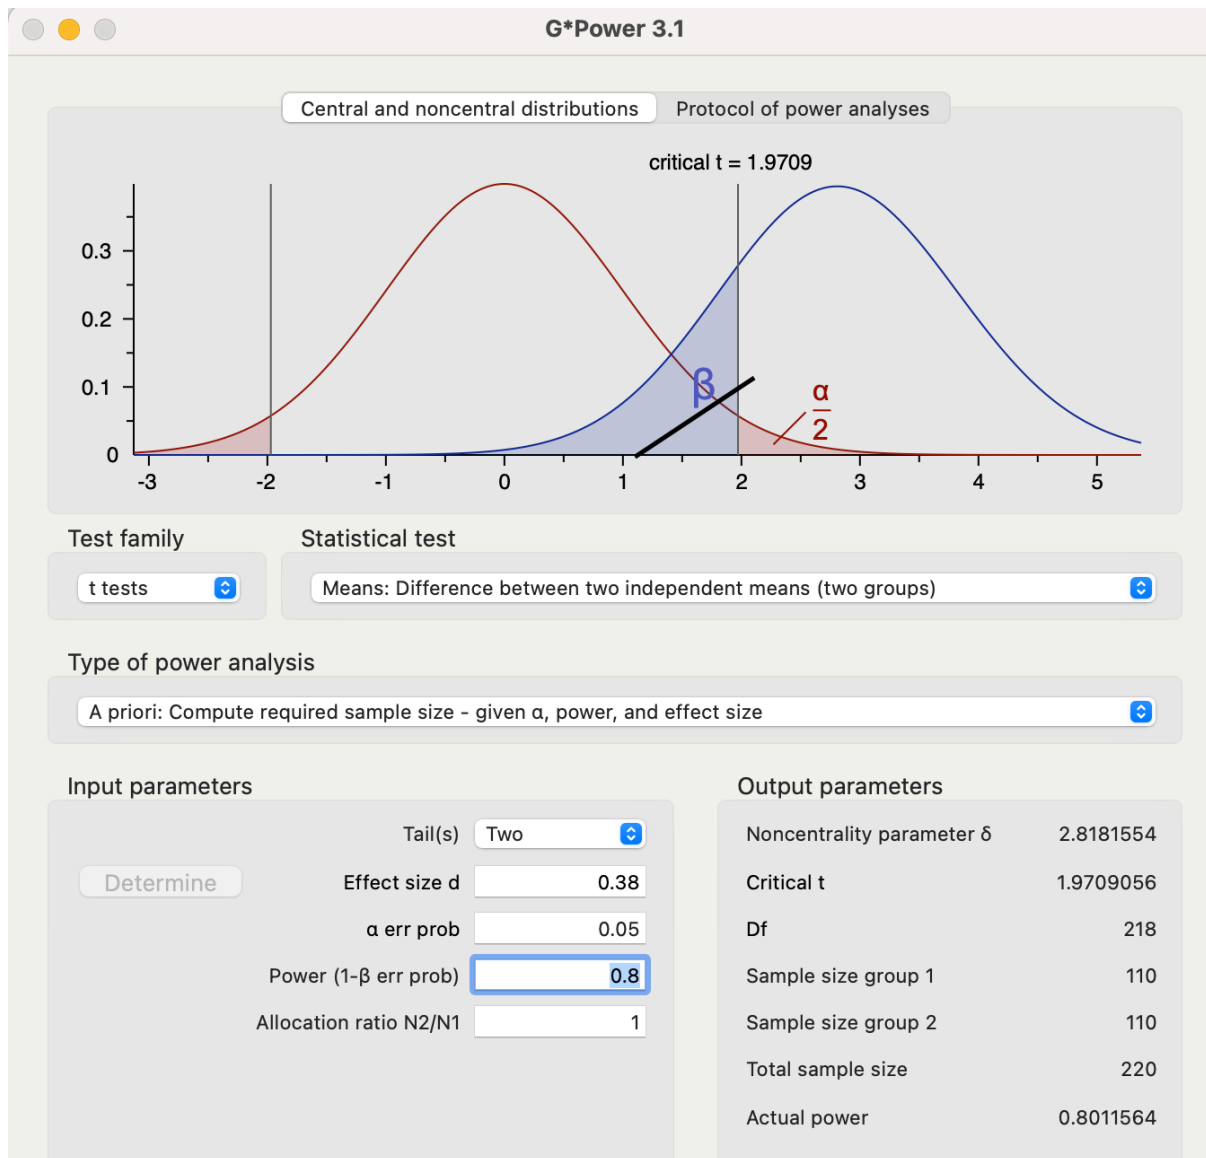 G*Power 3.1
Central and noncentral distributions
Protocol of power analyses
critical t = 1.9709
0.3
0.2
0.1
0
β
α
2
-3 -2 -1 0 1 2 3 4 5
Test family
Statistical test
t tests
Means: Difference between two independent means (two groups)
Type of power analysis
A priori: Compute required sample size - given α, power, and effect size
Input parameters
Tail(s) Two
Determine
Effect size d 0.38
α err prob 0.05
Power (1-β err prob) 0.8
Allocation ratio N2/N1 1
Output parameters
Noncentrality parameter δ 2.8181554
Critical t 1.9709056
Df 218
Sample size group 1 110
Sample size group 2 110
Total sample size 220
Actual power 0.8011564